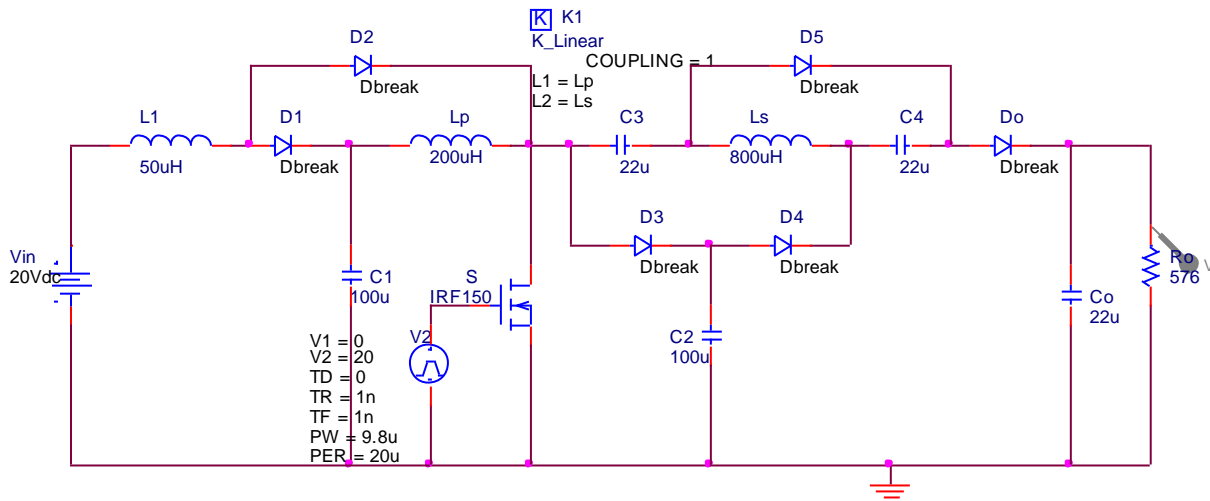 K K1
K_Linear
COUPLING = 1
L1 = Lp
L2 = Ls
D2
Dbreak
D5
Dbreak
L1
50uH
D1
Dbreak
Lp
200uH
C3
22u
Ls
800uH
C4
22u
Do
Dbreak
D3
Dbreak
D4
Dbreak
Vin
20Vdc
C1
100u
S
IRF150
V2
V1 = 0
V2 = 20
TD = 0
TR = 1n
TF = 1n
PW = 9.8u
PER = 20u
C2
100u
Co
22u
Ro
576
V